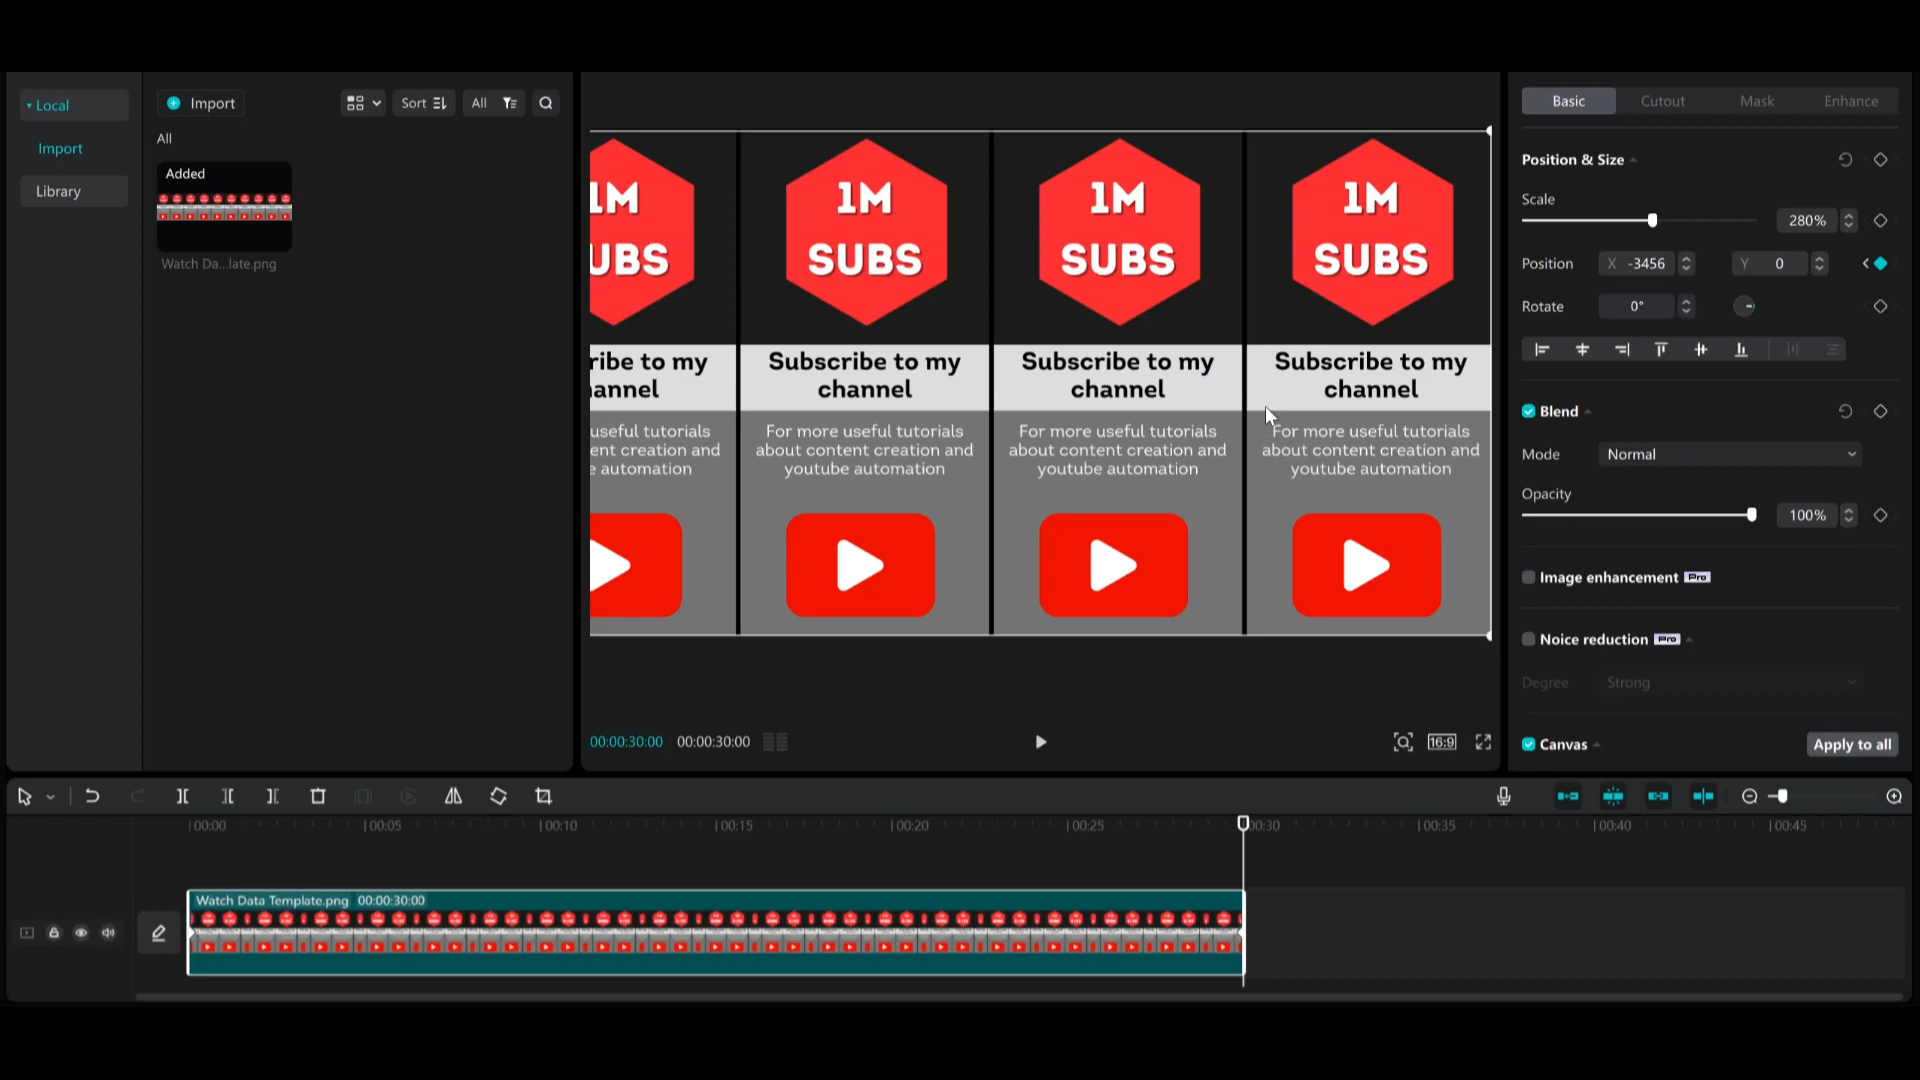 Local
Import
Library
Import
Sort
All
All
Added
Watch Da...late.png
1M
SUBS
1M
SUBS
1M
SUBS
1M
SUBS
ribe to my
annel
Subscribe to my
channel
Subscribe to my
channel
Subscribe to my
channel
useful tutorials
ent creation and
e automation
For more useful tutorials
about content creation and
youtube automation
For more useful tutorials
about content creation and
youtube automation
For more useful tutorials
about content creation and
youtube automation
00:00:30:00 00:00:30:00
16:9
Basic Cutout Mask Enhance
Position & Size
Scale
280%
Position X -3456 Y 0
Rotate 0°
Blend
Mode Normal
Opacity
100%
Image enhancement Pro
Noice reduction Pro
Degree Strong
Canvas Apply to all
00:00 00:05 00:10 00:15 00:20 00:25 00:30 00:35 00:40 00:45
Watch Data Template.png 00:00:30:00